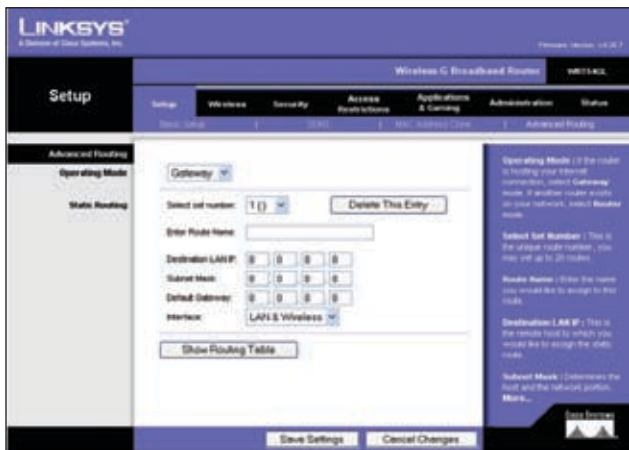 LINKSYS
A Division of Cisco Systems, Inc.
Wireless-G Broadband Router
WRT54GL
Setup
Setup Wireless Security Access Restrictions Applications & Gaming Administration Status
Basic Setup | DDNS | MAC Address Clone | Advanced Routing
Advanced Routing
Operating Mode
Gateway
Static Routing
Select set number: 1 () Delete This Entry
Enter Route Name:
Destination LAN IP: 0 . 0 . 0 . 0
Subnet Mask: 0 . 0 . 0 . 0
Default Gateway: 0 . 0 . 0 . 0
Interface: LAN & Wireless
Show Routing Table
Operating Mode : If the router
is hosting your Internet
connection, select Gateway
mode. If another router exists
on your network, select Router
mode.
Select Set Number : This is
the unique route number, you
may set up to 20 routes.
Route Name : Enter the name
you would like to assign to this
route.
Destination LAN IP : This is
the remote host to which you
would like to assign the static
route.
Subnet Mask : Determines the
host and the network portion.
More...
Save Settings Cancel Changes
Cisco Systems